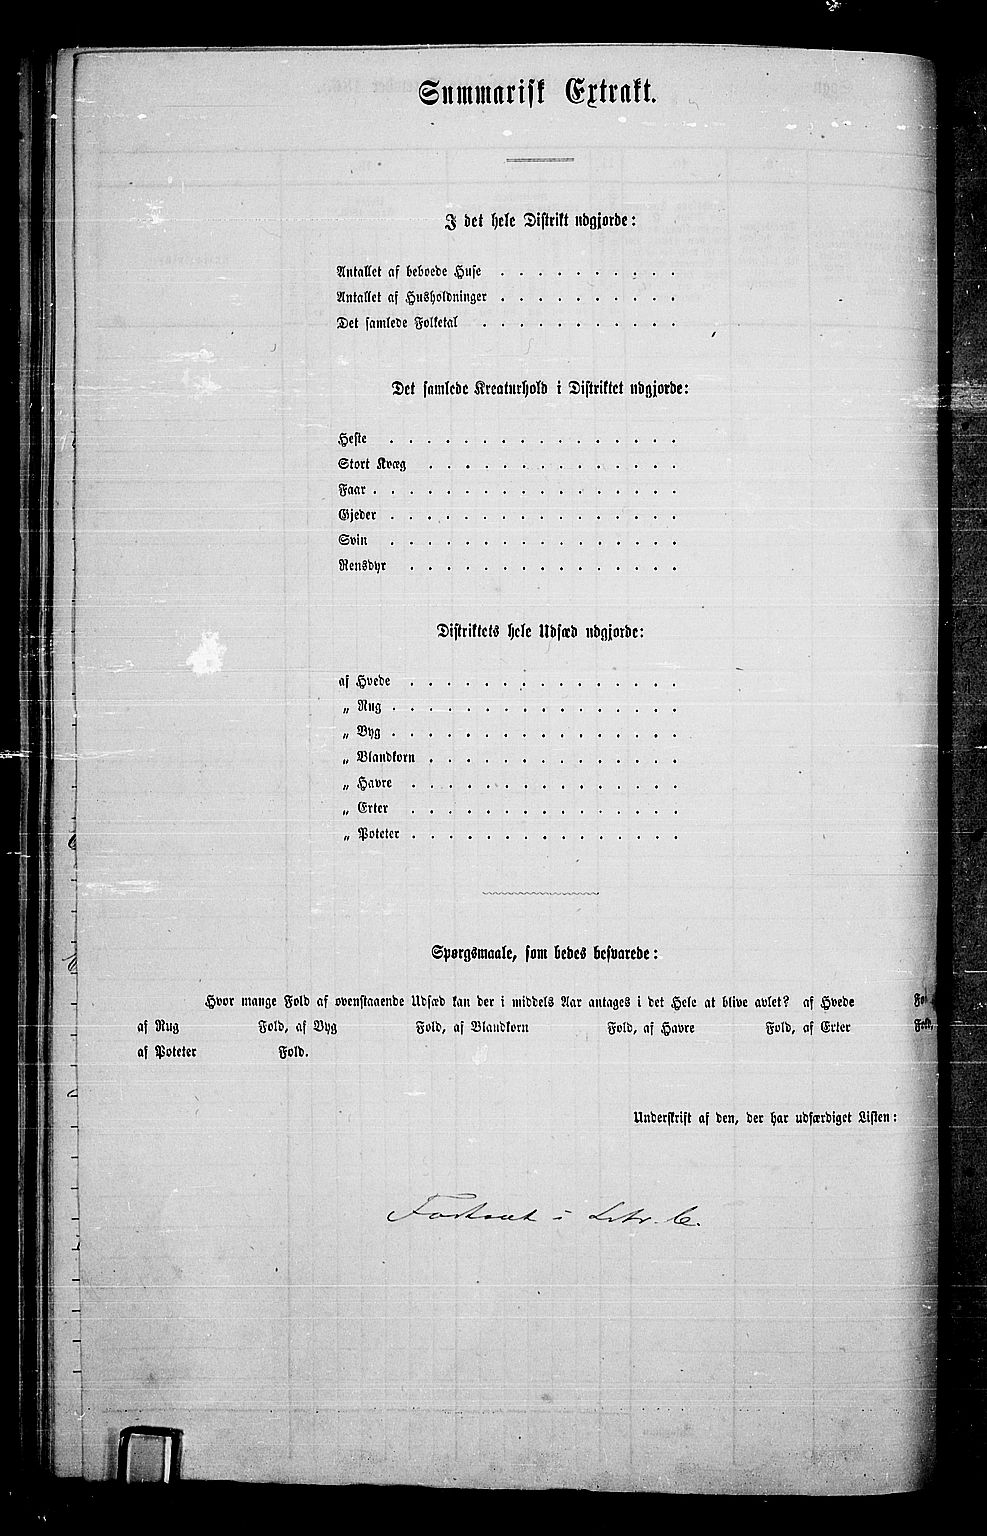 Summarisk Extrakt.
I det hele Distrikt udgjorde:
Antallet af beboede Huse . . . . . . . . . .
Antallet af Husholdninger . . . . . . . . . .
Det samlede Folketal . . . . . . . . . . .
Det samlede Kreaturhold i Distriktet udgjorde:
Heste . . . . . . . . . . . . . . . .
Stort Kvæg . . . . . . . . . . . . . .
Faar . . . . . . . . . . . . . . . . .
Gjeder . . . . . . . . . . . . . . . .
Svin . . . . . . . . . . . . . . . .
Rensdyr . . . . . . . . . . . . . . .
Distriktets hele Udsæd udgjorde:
af Hvede . . . . . . . . . . . . . . .
„ Rug . . . . . . . . . . . . . . . .
„ Byg . . . . . . . . . . . . . . . .
„ Blandkorn . . . . . . . . . . . . . .
„ Havre . . . . . . . . . . . . . . .
„ Erter . . . . . . . . . . . . . . .
„ Poteter . . . . . . . . . . . . . . .
Spørgsmaale, som bedes besvarede:
Hvor mange Fold af ovenstaaende Udsæd kan der i middels Aar antages i det Hele at blive avlet? af Hvede Fol
af Rug Fold, af Byg Fold, af Blandkorn Fold, af Havre Fold, af Erter Fold,
af Poteter Fold.
Underskrift af den, der har udfærdiget Listen:
Fortsat i Litr. C.